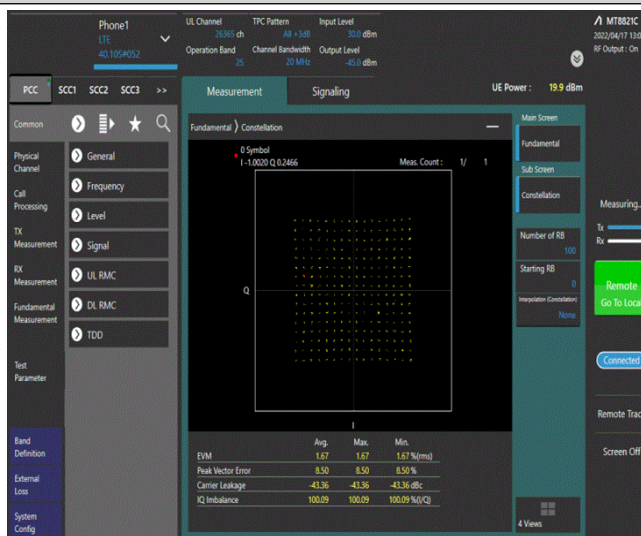 Phone1
LTE
40.10S#052
UL Channel
26365 ch
TPC Pattern
All +3dB
Input Level
30.0 dBm
Operation Band
25
Channel Bandwidth
20 MHz
Output Level
-45.0 dBm
MT8821C
2022/04/17 13:0
RF Output : On
PCC
SCC1
SCC2
SCC3
>>
Measurement
Signaling
UE Power : 19.9 dBm
Common
Physical
Channel
Call
Processing
TX
Measurement
RX
Measurement
Fundamental
Measurement
Test
Parameter
Band
Definition
External
Loss
System
Config
General
Frequency
Level
Signal
UL RMC
DL RMC
TDD
Fundamental 〉 Constellation
0 Symbol
I -1.0020 Q 0.2466
Meas. Count : 1/ 1
Q
I
Avg. Max. Min.
EVM 1.67 1.67 1.67 %(rms)
Peak Vector Error 8.50 8.50 8.50 %
Carrier Leakage -43.36 -43.36 -43.36 dBc
IQ Imbalance 100.09 100.09 100.09 %(I/Q)
Main Screen
Fundamental
Sub Screen
Constellation
Number of RB
100
Starting RB
0
Interpolation (Constellation)
None
4 Views
Measuring..
Tx
Rx
Remote
Go To Local
Connected
Remote Trac
Screen Off